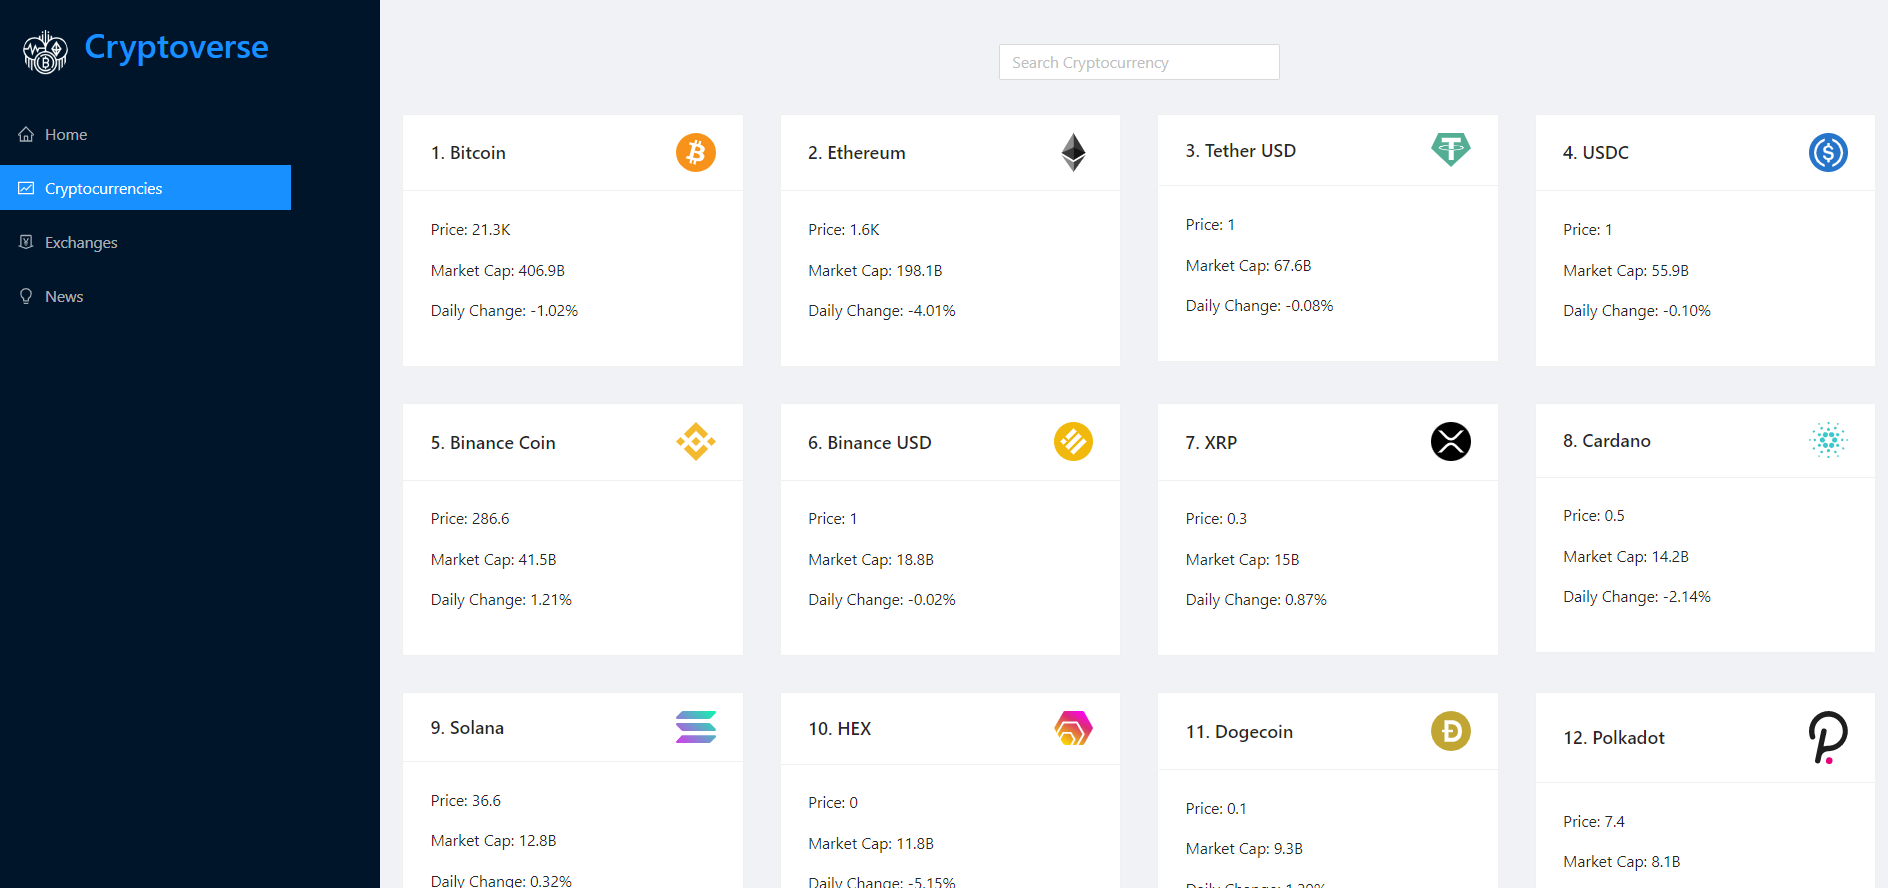 Cryptoverse
Home
Cryptocurrencies
Exchanges
News
Search Cryptocurrency
1. Bitcoin
Price: 21.3K
Market Cap: 406.9B
Daily Change: -1.02%
2. Ethereum
Price: 1.6K
Market Cap: 198.1B
Daily Change: -4.01%
3. Tether USD
Price: 1
Market Cap: 67.6B
Daily Change: -0.08%
4. USDC
Price: 1
Market Cap: 55.9B
Daily Change: -0.10%
5. Binance Coin
Price: 286.6
Market Cap: 41.5B
Daily Change: 1.21%
6. Binance USD
Price: 1
Market Cap: 18.8B
Daily Change: -0.02%
7. XRP
Price: 0.3
Market Cap: 15B
Daily Change: 0.87%
8. Cardano
Price: 0.5
Market Cap: 14.2B
Daily Change: -2.14%
9. Solana
Price: 36.6
Market Cap: 12.8B
Daily Change: 0.32%
10. HEX
Price: 0
Market Cap: 11.8B
Daily Change: -5.15%
11. Dogecoin
Price: 0.1
Market Cap: 9.3B
Daily Change:
12. Polkadot
Price: 7.4
Market Cap: 8.1B